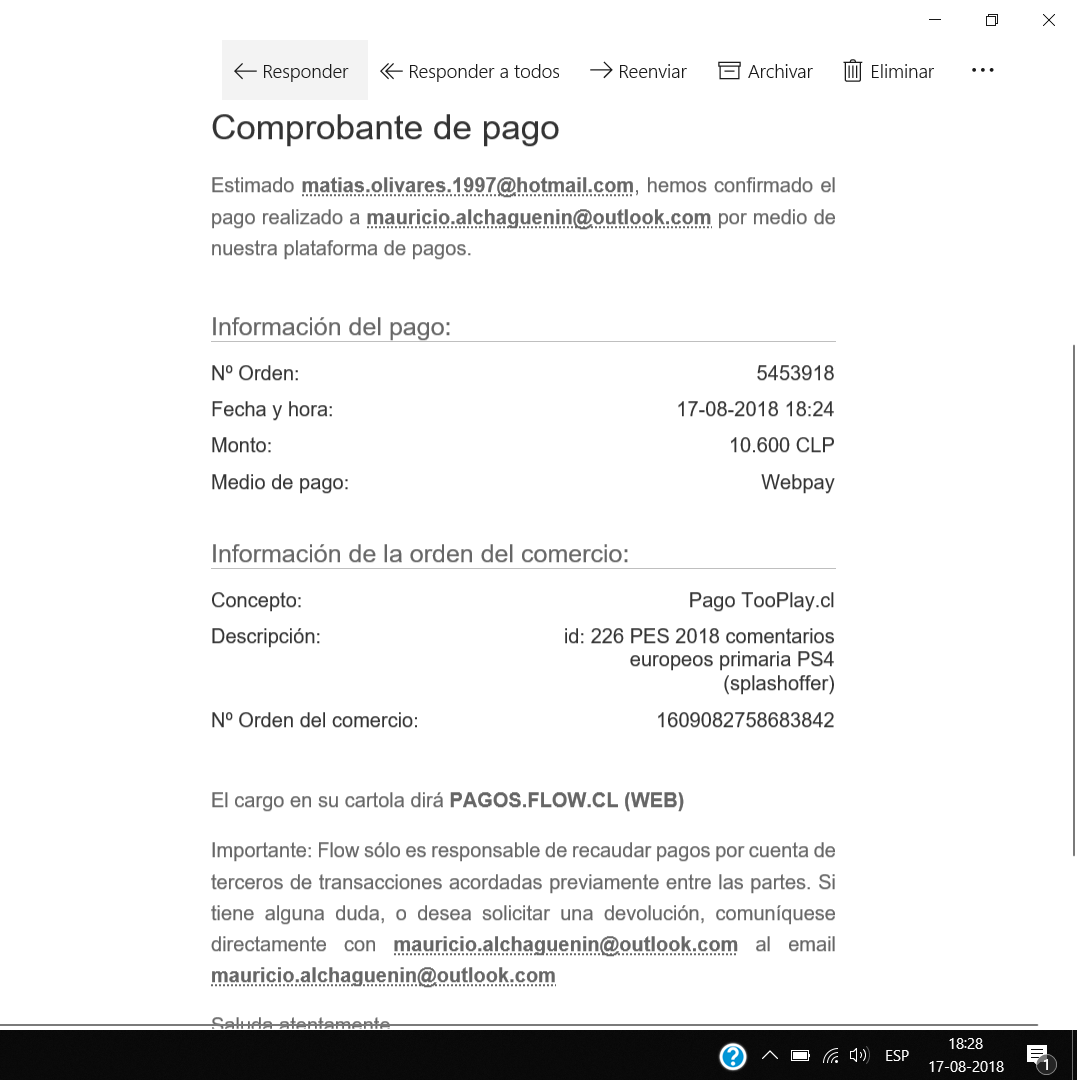 Responder Responder a todos Reenviar Archivar Eliminar
Comprobante de pago
Estimado matias.olivares.1997@hotmail.com, hemos confirmado el
pago realizado a mauricio.alchaguenin@outlook.com por medio de
nuestra plataforma de pagos.
Información del pago:
Nº Orden: 5453918
Fecha y hora: 17-08-2018 18:24
Monto: 10.600 CLP
Medio de pago: Webpay
Información de la orden del comercio:
Concepto: Pago TooPlay.cl
Descripción: id: 226 PES 2018 comentarios
europeos primaria PS4
(splashoffer)
Nº Orden del comercio: 1609082758683842
El cargo en su cartola dirá PAGOS.FLOW.CL (WEB)
Importante: Flow sólo es responsable de recaudar pagos por cuenta de
terceros de transacciones acordadas previamente entre las partes. Si
tiene alguna duda, o desea solicitar una devolución, comuníquese
directamente con mauricio.alchaguenin@outlook.com al email
mauricio.alchaguenin@outlook.com
Saluda atentamente
ESP 18:28
17-08-2018 1